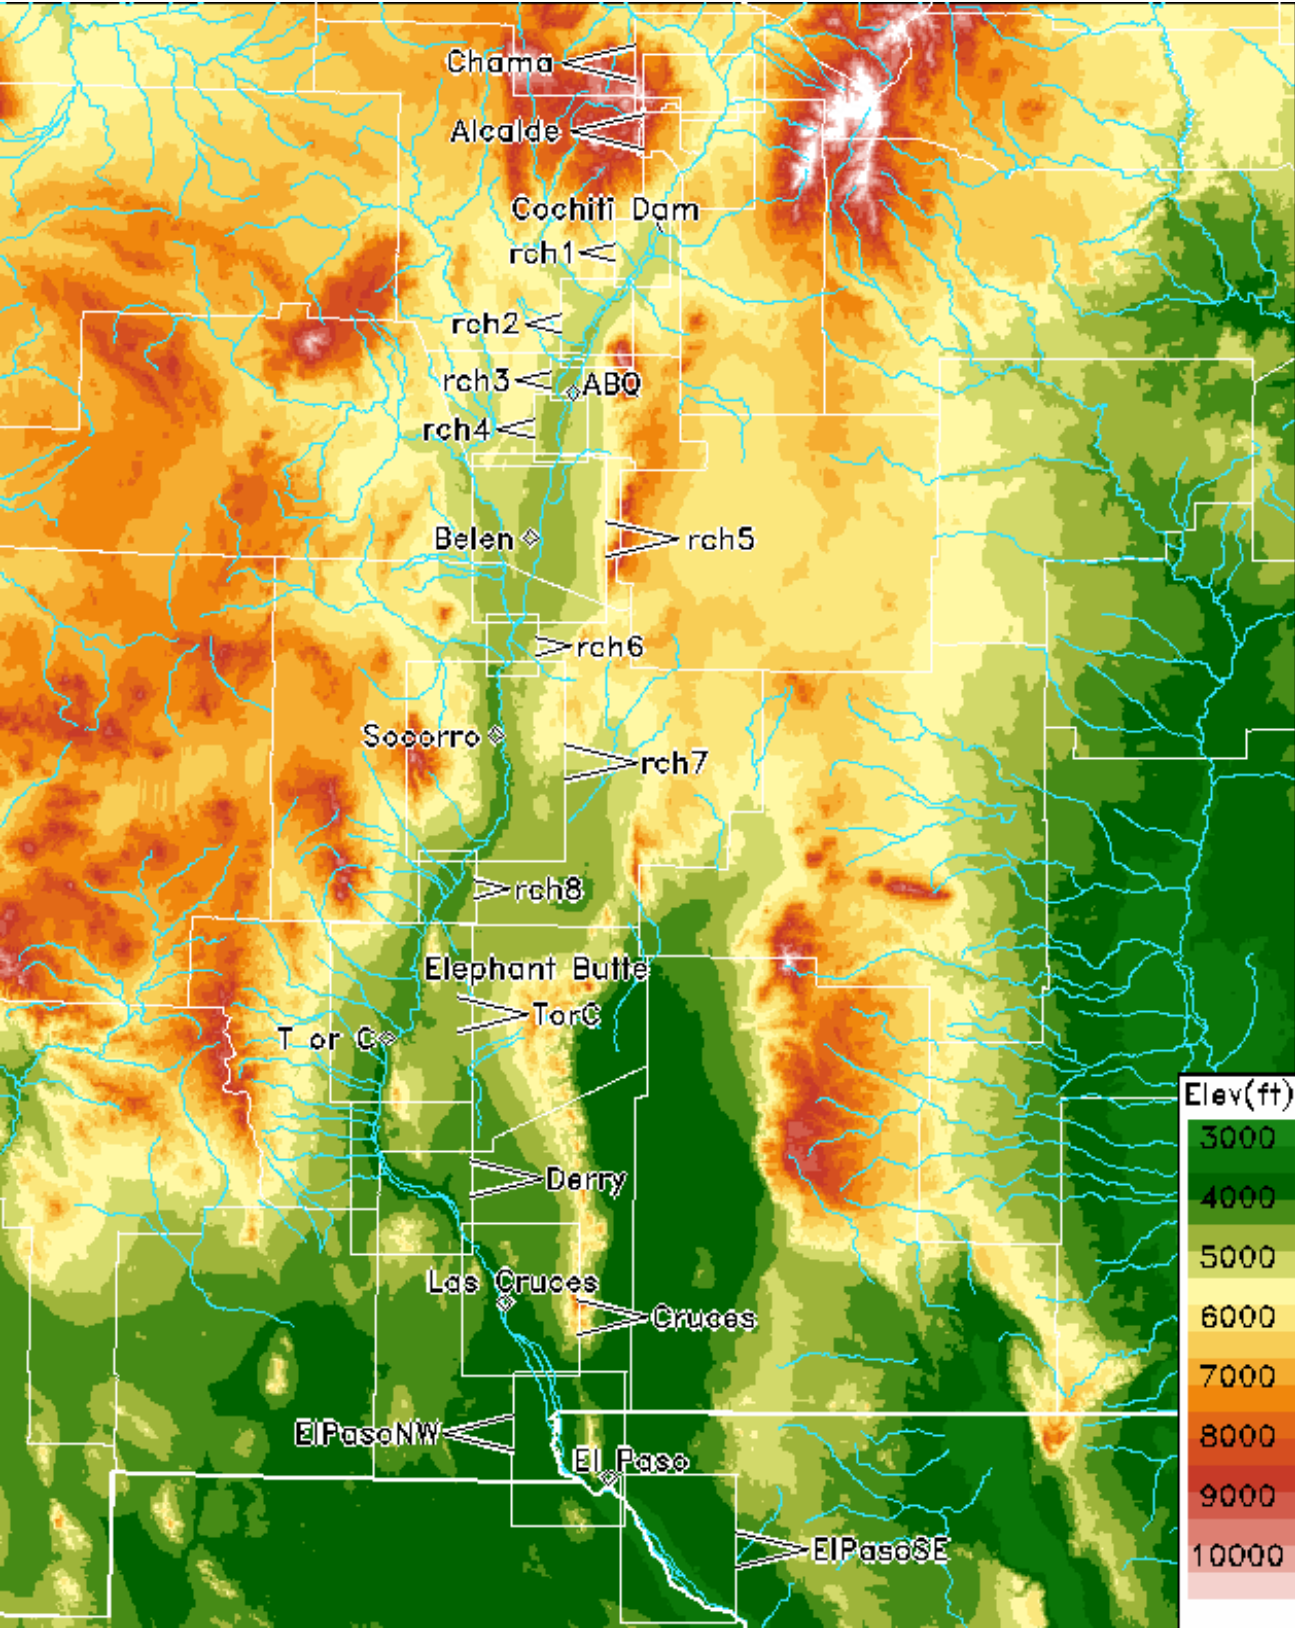 Chama
Alcalde
Cochiti Dam
rch1
rch2
rch3
ABQ
rch4
Belen
rch5
rch6
Socorro
rch7
rch8
Elephant Butte
TorC
T or C
Derry
Las Cruces
Cruces
ElPasoNW
El Paso
ElPasoSE
Elev(ft)
3000
4000
5000
6000
7000
8000
9000
10000